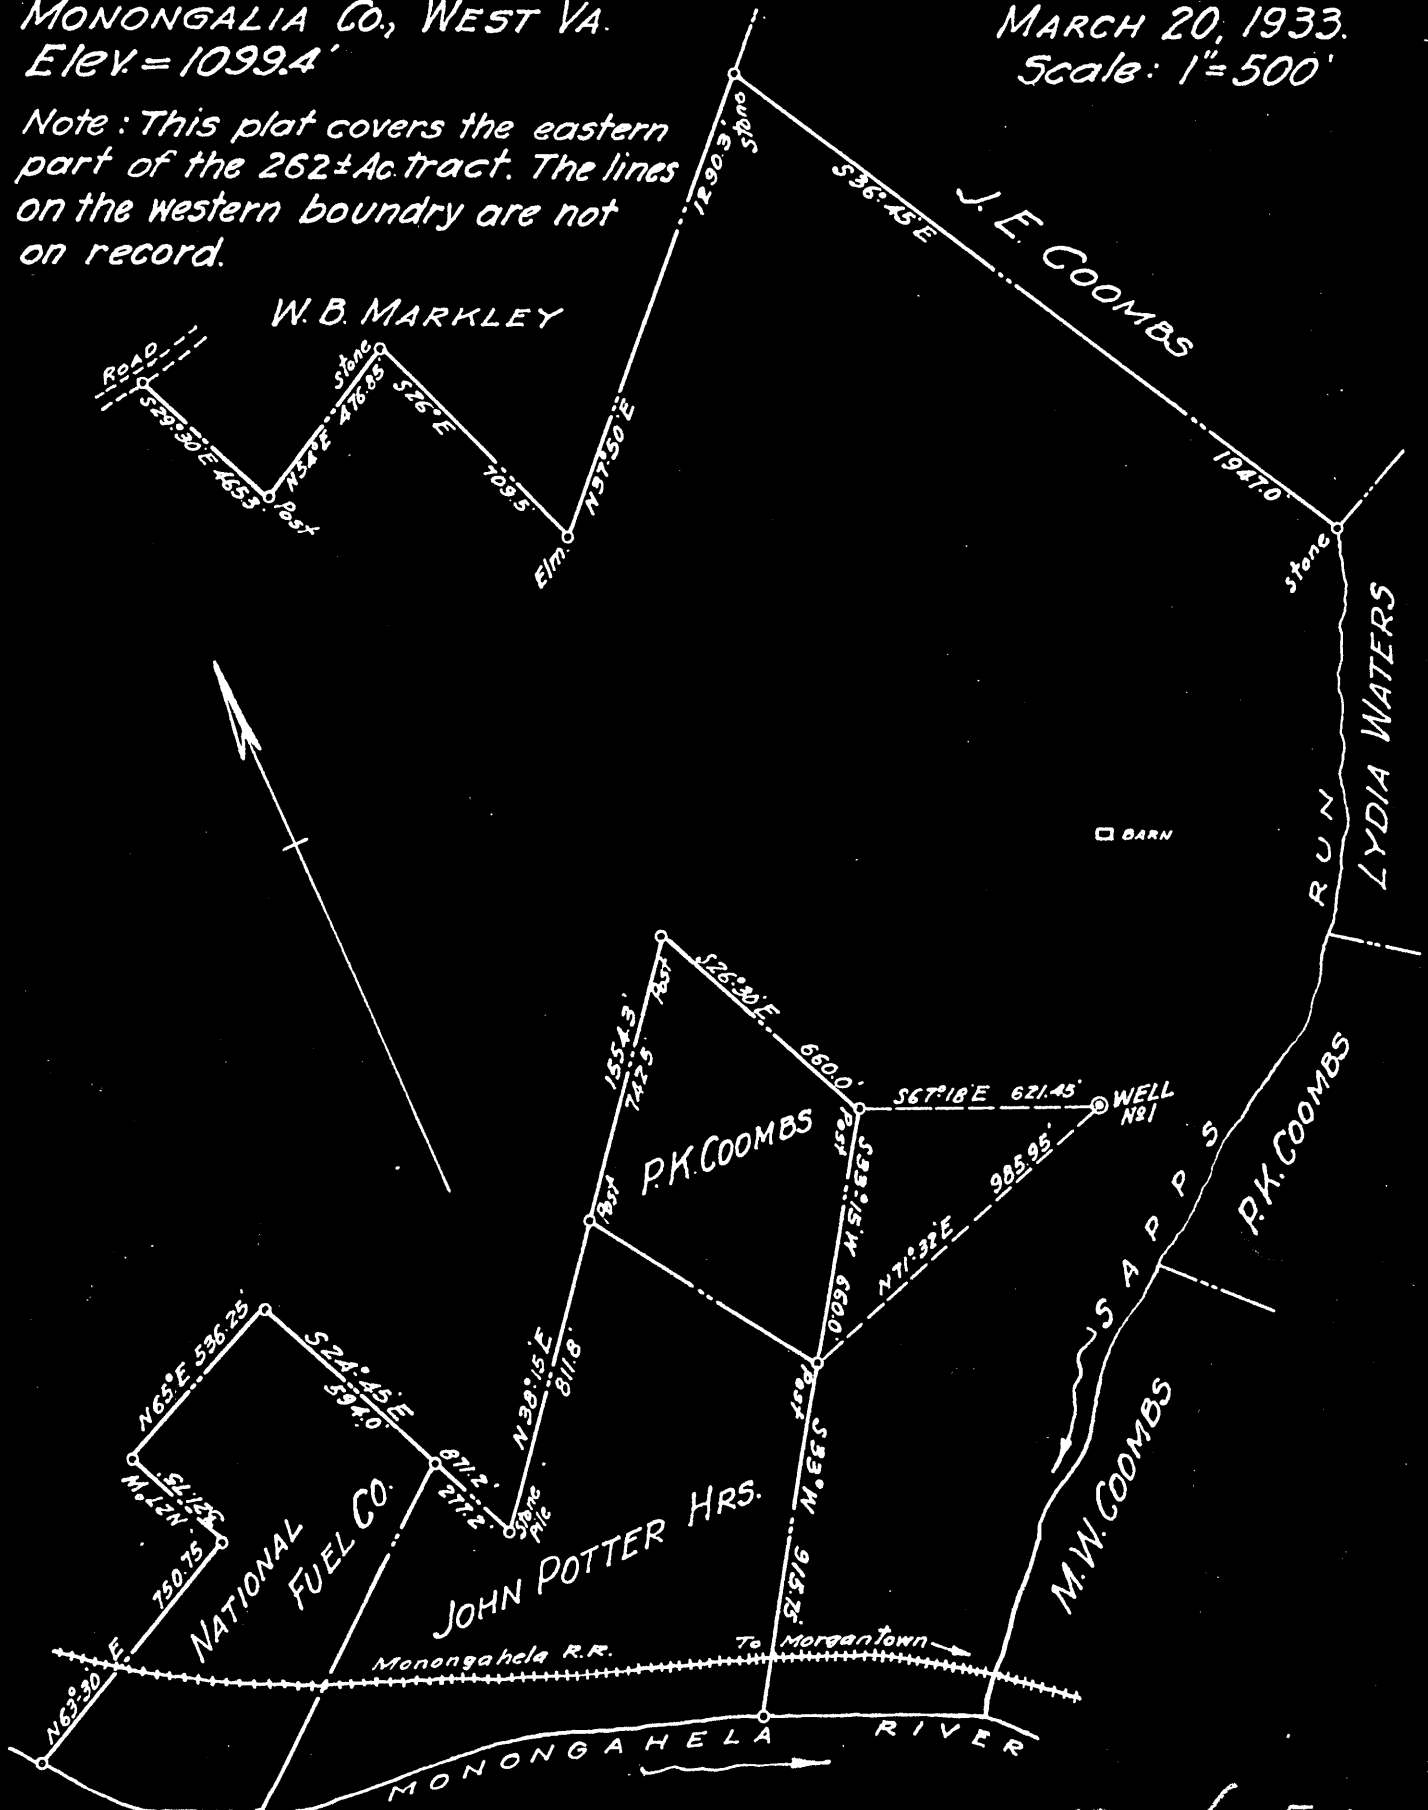 MONONGALIA CO., WEST VA.
Elev. = 1099.4'
MARCH 20, 1933.
Scale: 1"=500'
Note: This plat covers the eastern
part of the 262± Ac. tract. The lines
on the western boundry are not
on record.
Stone
1290.3'
S36°45'E
J. E. COOMBS
W. B. MARKLEY
ROAD
Stone
S29°30'E 465.3'
N54°E 476.85'
S26°E
709.5'
Post
N37°50'E
Elm.
1947.0'
Stone
LYDIA WATERS
BARN
SAPPS RUN
Post
S26°30'E
660.0'
1554.3'
742.5'
P.K. COOMBS
S67°18'E 621.45'
WELL
No 1
Post
985.95'
S33°15'W 660.0'
N71°32'E
Post
P.K. COOMBS
N65°E 536.25'
S24°45'E
594.0'
N38°15'E
811.8'
Post
N27°W
321.75
871.2'
277.2'
Stone
Pile
S33°W 915.75'
M.W. COOMBS
750.75
NATIONAL
FUEL CO.
JOHN POTTER HRS.
N63°30'E
Monongahela R.R.
To Morgantown
MONONGAHELA RIVER